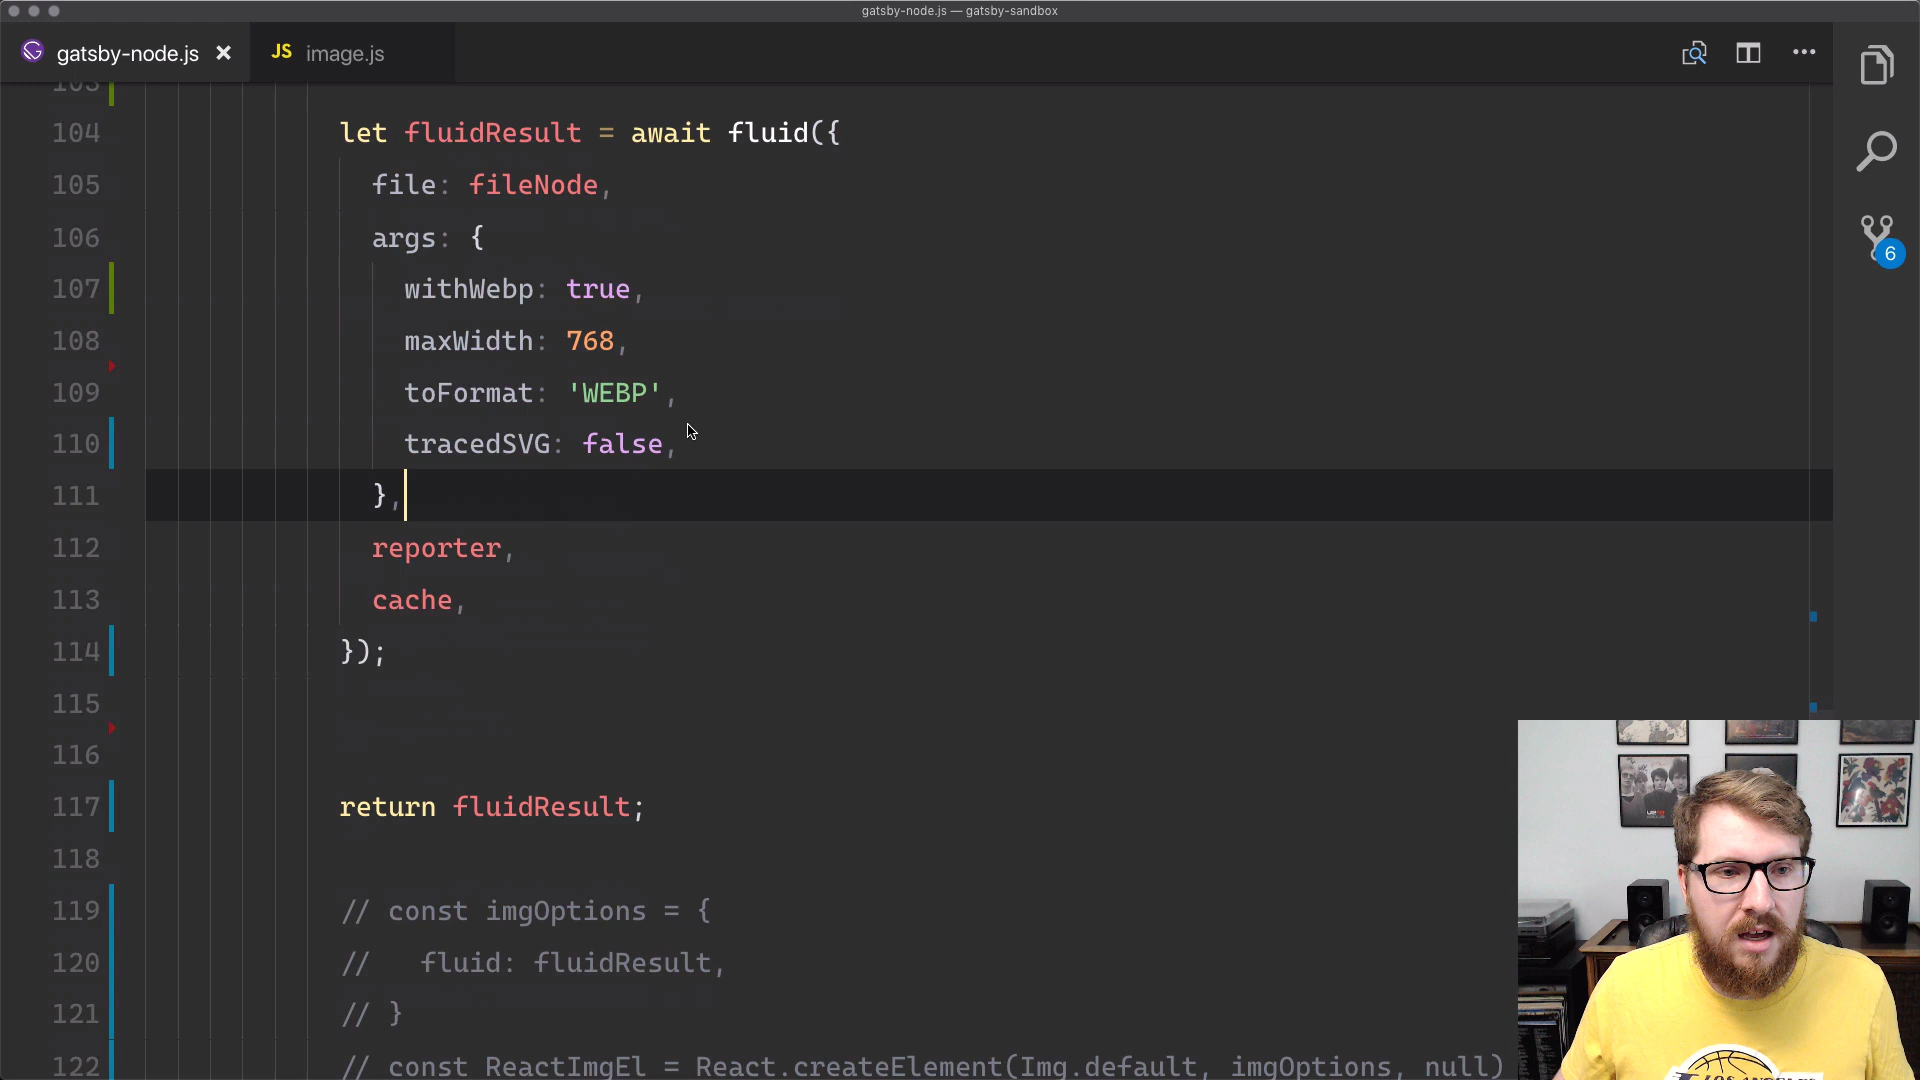 gatsby-node.js — gatsby-sandbox
gatsby-node.js
JS image.js
6
103
104 let fluidResult = await fluid({
105 file: fileNode,
106 args: {
107 withWebp: true,
108 maxWidth: 768,
109 toFormat: 'WEBP',
110 tracedSVG: false,
111 },
112 reporter,
113 cache,
114 });
115
116
117 return fluidResult;
118
119 // const imgOptions = {
120 // fluid: fluidResult,
121 // }
122 // const ReactImgEl = React.createElement(Img.default, imgOptions, null)